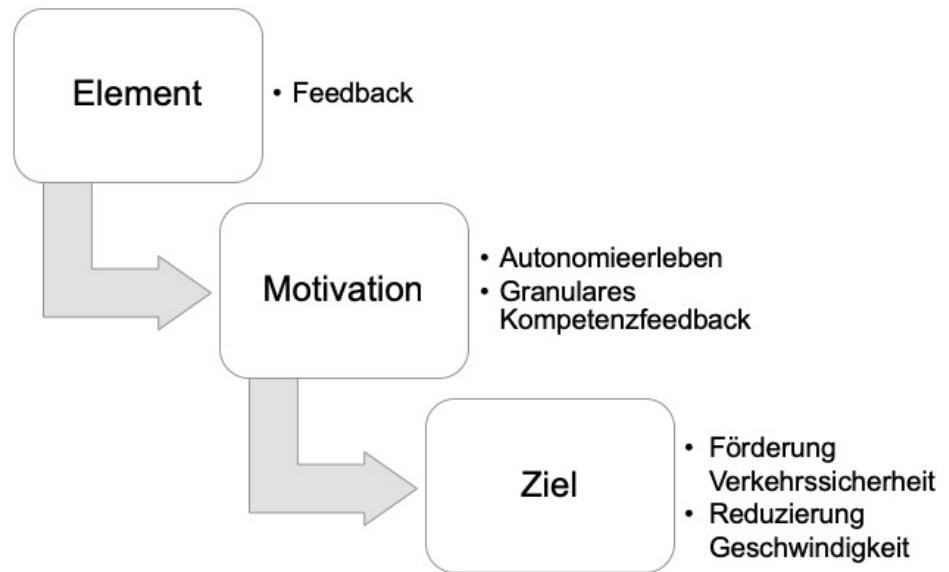 Element
• Feedback
Motivation
• Autonomieerleben
• Granulares
Kompetenzfeedback
Ziel
• Förderung
Verkehrssicherheit
• Reduzierung
Geschwindigkeit